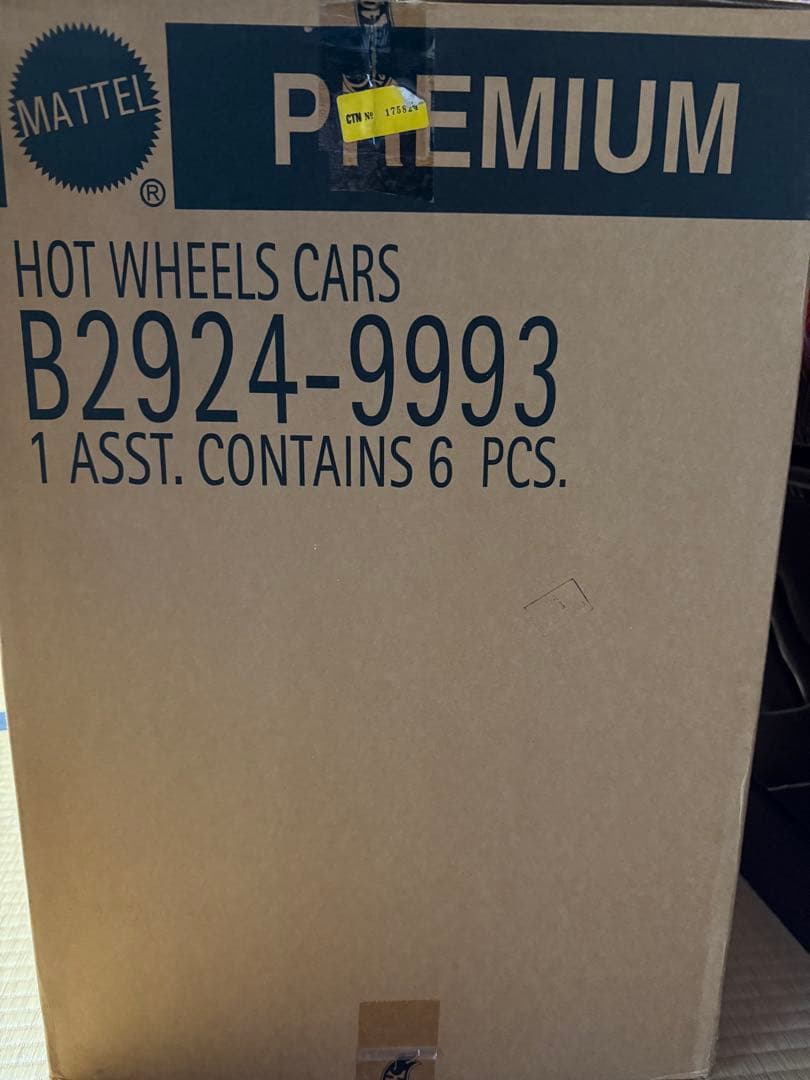 MATTEL
®
PREMIUM
CTN Nº
HOT WHEELS CARS
B2924-9993
1 ASST. CONTAINS 6 PCS.